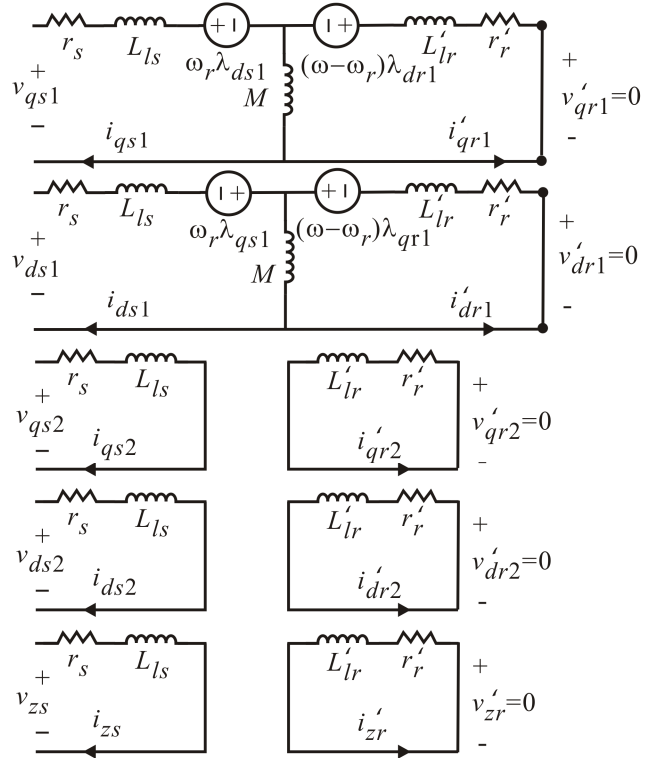 r_s L_ls + − − + L'_lr r'_r
+ ω_r λ_ds1 (ω−ω_r)λ_dr1 +
v_qs1 M v'_qr1=0
− i_qs1 i'_qr1 -
r_s L_ls − + + − L'_lr r'_r
+ ω_r λ_qs1 (ω−ω_r)λ_qr1 +
v_ds1 M v'_dr1=0
− i_ds1 i'_dr1 -
r_s L_ls L'_lr r'_r
+ +
v_qs2 v'_qr2=0
− i_qs2 i'_qr2 -
r_s L_ls L'_lr r'_r
+ +
v_ds2 v'_dr2=0
− i_ds2 i'_dr2 -
r_s L_ls L'_lr r'_r
+ +
v_zs v'_zr=0
− i_zs i'_zr -